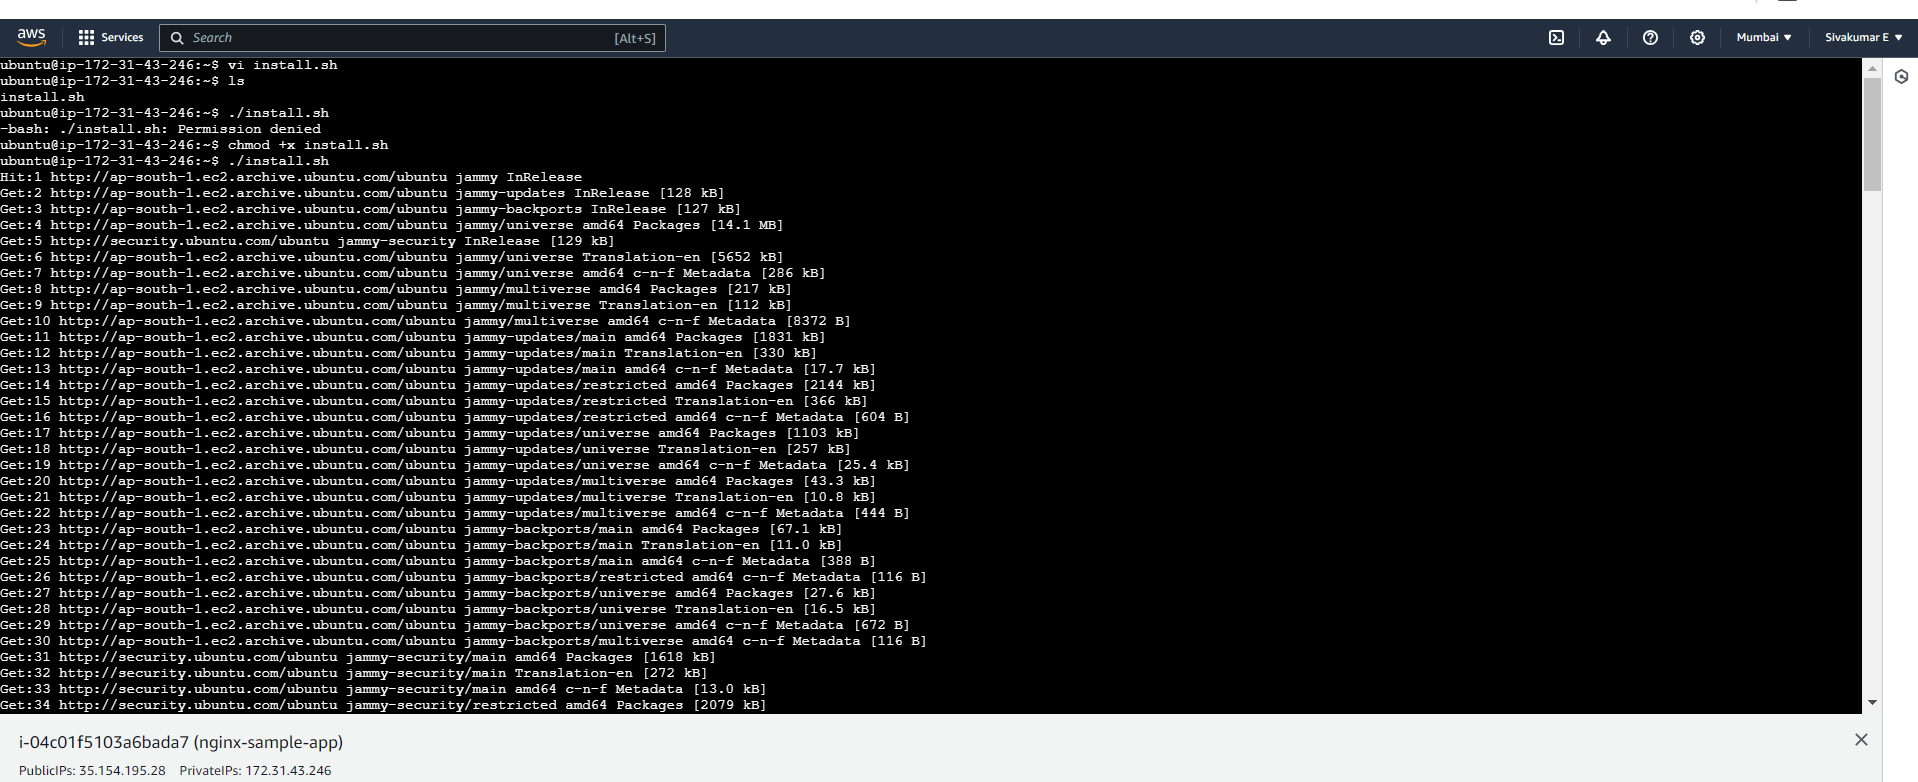 aws Services Search [Alt+S] Mumbai Sivakumar E
ubuntu@ip-172-31-43-246:~$ vi install.sh
ubuntu@ip-172-31-43-246:~$ ls
install.sh
ubuntu@ip-172-31-43-246:~$ ./install.sh
-bash: ./install.sh: Permission denied
ubuntu@ip-172-31-43-246:~$ chmod +x install.sh
ubuntu@ip-172-31-43-246:~$ ./install.sh
Hit:1 http://ap-south-1.ec2.archive.ubuntu.com/ubuntu jammy InRelease
Get:2 http://ap-south-1.ec2.archive.ubuntu.com/ubuntu jammy-updates InRelease [128 kB]
Get:3 http://ap-south-1.ec2.archive.ubuntu.com/ubuntu jammy-backports InRelease [127 kB]
Get:4 http://ap-south-1.ec2.archive.ubuntu.com/ubuntu jammy/universe amd64 Packages [14.1 MB]
Get:5 http://security.ubuntu.com/ubuntu jammy-security InRelease [129 kB]
Get:6 http://ap-south-1.ec2.archive.ubuntu.com/ubuntu jammy/universe Translation-en [5652 kB]
Get:7 http://ap-south-1.ec2.archive.ubuntu.com/ubuntu jammy/universe amd64 c-n-f Metadata [286 kB]
Get:8 http://ap-south-1.ec2.archive.ubuntu.com/ubuntu jammy/multiverse amd64 Packages [217 kB]
Get:9 http://ap-south-1.ec2.archive.ubuntu.com/ubuntu jammy/multiverse Translation-en [112 kB]
Get:10 http://ap-south-1.ec2.archive.ubuntu.com/ubuntu jammy/multiverse amd64 c-n-f Metadata [8372 B]
Get:11 http://ap-south-1.ec2.archive.ubuntu.com/ubuntu jammy-updates/main amd64 Packages [1831 kB]
Get:12 http://ap-south-1.ec2.archive.ubuntu.com/ubuntu jammy-updates/main Translation-en [330 kB]
Get:13 http://ap-south-1.ec2.archive.ubuntu.com/ubuntu jammy-updates/main amd64 c-n-f Metadata [17.7 kB]
Get:14 http://ap-south-1.ec2.archive.ubuntu.com/ubuntu jammy-updates/restricted amd64 Packages [2144 kB]
Get:15 http://ap-south-1.ec2.archive.ubuntu.com/ubuntu jammy-updates/restricted Translation-en [366 kB]
Get:16 http://ap-south-1.ec2.archive.ubuntu.com/ubuntu jammy-updates/restricted amd64 c-n-f Metadata [604 B]
Get:17 http://ap-south-1.ec2.archive.ubuntu.com/ubuntu jammy-updates/universe amd64 Packages [1103 kB]
Get:18 http://ap-south-1.ec2.archive.ubuntu.com/ubuntu jammy-updates/universe Translation-en [257 kB]
Get:19 http://ap-south-1.ec2.archive.ubuntu.com/ubuntu jammy-updates/universe amd64 c-n-f Metadata [25.4 kB]
Get:20 http://ap-south-1.ec2.archive.ubuntu.com/ubuntu jammy-updates/multiverse amd64 Packages [43.3 kB]
Get:21 http://ap-south-1.ec2.archive.ubuntu.com/ubuntu jammy-updates/multiverse Translation-en [10.8 kB]
Get:22 http://ap-south-1.ec2.archive.ubuntu.com/ubuntu jammy-updates/multiverse amd64 c-n-f Metadata [444 B]
Get:23 http://ap-south-1.ec2.archive.ubuntu.com/ubuntu jammy-backports/main amd64 Packages [67.1 kB]
Get:24 http://ap-south-1.ec2.archive.ubuntu.com/ubuntu jammy-backports/main Translation-en [11.0 kB]
Get:25 http://ap-south-1.ec2.archive.ubuntu.com/ubuntu jammy-backports/main amd64 c-n-f Metadata [388 B]
Get:26 http://ap-south-1.ec2.archive.ubuntu.com/ubuntu jammy-backports/restricted amd64 c-n-f Metadata [116 B]
Get:27 http://ap-south-1.ec2.archive.ubuntu.com/ubuntu jammy-backports/universe amd64 Packages [27.6 kB]
Get:28 http://ap-south-1.ec2.archive.ubuntu.com/ubuntu jammy-backports/universe Translation-en [16.5 kB]
Get:29 http://ap-south-1.ec2.archive.ubuntu.com/ubuntu jammy-backports/universe amd64 c-n-f Metadata [672 B]
Get:30 http://ap-south-1.ec2.archive.ubuntu.com/ubuntu jammy-backports/multiverse amd64 c-n-f Metadata [116 B]
Get:31 http://security.ubuntu.com/ubuntu jammy-security/main amd64 Packages [1618 kB]
Get:32 http://security.ubuntu.com/ubuntu jammy-security/main Translation-en [272 kB]
Get:33 http://security.ubuntu.com/ubuntu jammy-security/main amd64 c-n-f Metadata [13.0 kB]
Get:34 http://security.ubuntu.com/ubuntu jammy-security/restricted amd64 Packages [2079 kB]
i-04c01f5103a6bada7 (nginx-sample-app)
PublicIPs: 35.154.195.28 PrivateIPs: 172.31.43.246